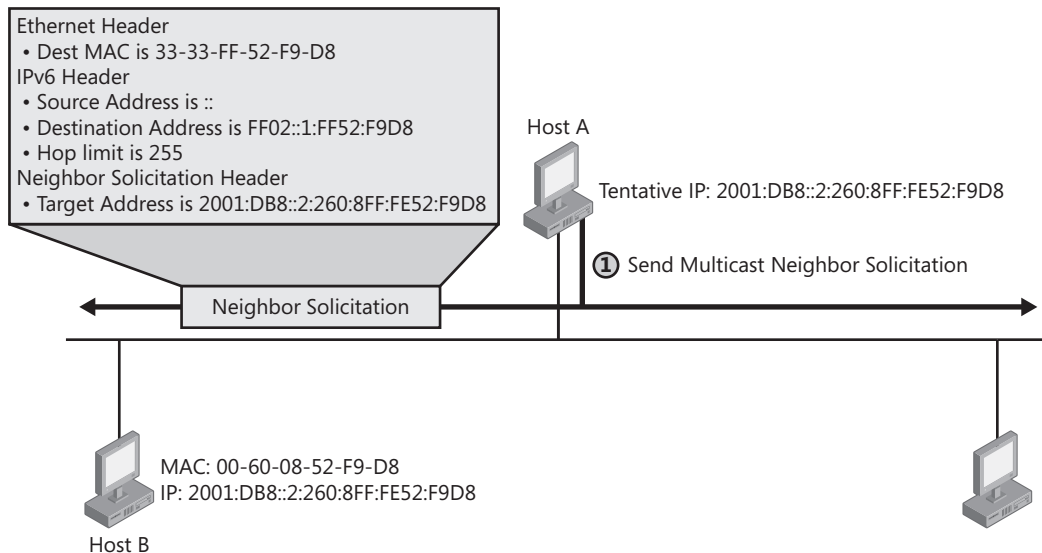 Ethernet Header
• Dest MAC is 33-33-FF-52-F9-D8
IPv6 Header
• Source Address is ::
• Destination Address is FF02::1:FF52:F9D8
• Hop limit is 255
Neighbor Solicitation Header
• Target Address is 2001:DB8::2:260:8FF:FE52:F9D8
Host A
Tentative IP: 2001:DB8::2:260:8FF:FE52:F9D8
1 Send Multicast Neighbor Solicitation
Neighbor Solicitation
MAC: 00-60-08-52-F9-D8
IP: 2001:DB8::2:260:8FF:FE52:F9D8
Host B